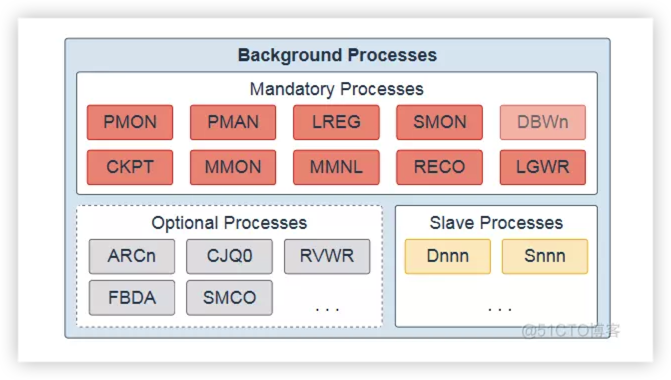 Background Processes
Mandatory Processes
PMON PMAN LREG SMON DBWn
CKPT MMON MMNL RECO LGWR
Optional Processes
ARCn CJQ0 RVWR
FBDA SMCO ...
Slave Processes
Dnnn Snnn
...
@51CTO博客